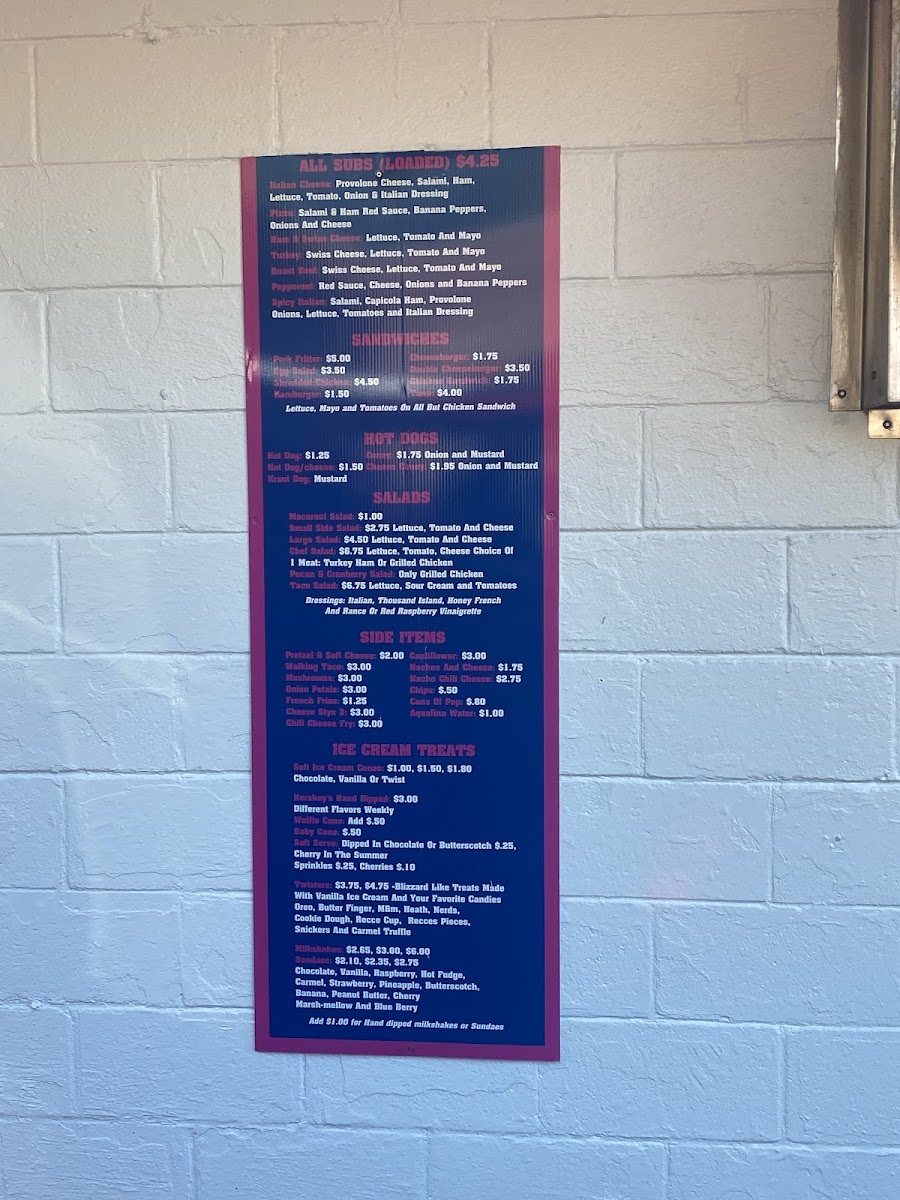 ALL SUBS (LOADED) $4.25
Italian Cheese: Provolone Cheese, Salami, Ham,
Lettuce, Tomato, Onion & Italian Dressing
Pizza: Salami & Ham Red Sauce, Banana Peppers,
Onions And Cheese
Ham & Swiss Cheese: Lettuce, Tomato And Mayo
Turkey: Swiss Cheese, Lettuce, Tomato And Mayo
Roast Beef: Swiss Cheese, Lettuce, Tomato And Mayo
Pepperoni: Red Sauce, Cheese, Onions and Banana Peppers
Spicy Italian: Salami, Capicola Ham, Provolone
Onions, Lettuce, Tomatoes and Italian Dressing
SANDWICHES
Pork Fritter: $5.00 Cheeseburger: $1.75
Egg Salad: $3.50 Double Cheeseburger: $3.50
Shredded Chicken: $4.50 Chicken Sandwich: $1.75
Hamburger: $1.50 Tuna: $4.00
Lettuce, Mayo and Tomatoes On All But Chicken Sandwich
HOT DOGS
Hot Dog: $1.25 Coney: $1.75 Onion and Mustard
Hot Dog/cheese: $1.50 Cheese Coney: $1.95 Onion and Mustard
Kraut Dog: Mustard
SALADS
Macaroni Salad: $1.00
Small Side Salad: $2.75 Lettuce, Tomato And Cheese
Large Salad: $4.50 Lettuce, Tomato And Cheese
Chef Salad: $6.75 Lettuce, Tomato, Cheese Choice Of
1 Meat: Turkey Ham Or Grilled Chicken
Pecan & Cranberry Salad: Only Grilled Chicken
Taco Salad: $6.75 Lettuce, Sour Cream and Tomatoes
Dressings: Italian, Thousand Island, Honey French
And Rance Or Red Raspberry Vinaigrette
SIDE ITEMS
Pretzel & Soft Cheese: $2.00 Cauliflower: $3.00
Walking Taco: $3.00 Nachos And Cheese: $1.75
Mushrooms: $3.00 Nacho Chili Cheese: $2.75
Onion Petals: $3.00 Chips: $.50
French Fries: $1.25 Cans Of Pop: $.80
Cheese Styx 3: $3.00 Aquafina Water: $1.00
Chili Cheese Fry: $3.00
ICE CREAM TREATS
Soft Ice Cream Cones: $1.00, $1.50, $1.80
Chocolate, Vanilla Or Twist
Hershey's Hand Dipped: $3.00
Different Flavors Weekly
Waffle Cone: Add $.50
Baby Cone: $.50
Soft Serve: Dipped In Chocolate Or Butterscotch $.25,
Cherry In The Summer
Sprinkles $.25, Cherries $.10
Twisters: $3.75, $4.75 -Blizzard Like Treats Made
With Vanilla Ice Cream And Your Favorite Candies
Oreo, Butter Finger, M&m, Heath, Nerds,
Cookie Dough, Recce Cup, Recces Pieces,
Snickers And Carmel Truffle
Milkshakes: $2.65, $3.00, $6.00
Sundaes: $2.10, $2.35, $2.75
Chocolate, Vanilla, Raspberry, Hot Fudge,
Carmel, Strawberry, Pineapple, Butterscotch,
Banana, Peanut Butter, Cherry
Marsh-mellow And Blue Berry
Add $1.00 for Hand dipped milkshakes or Sundaes